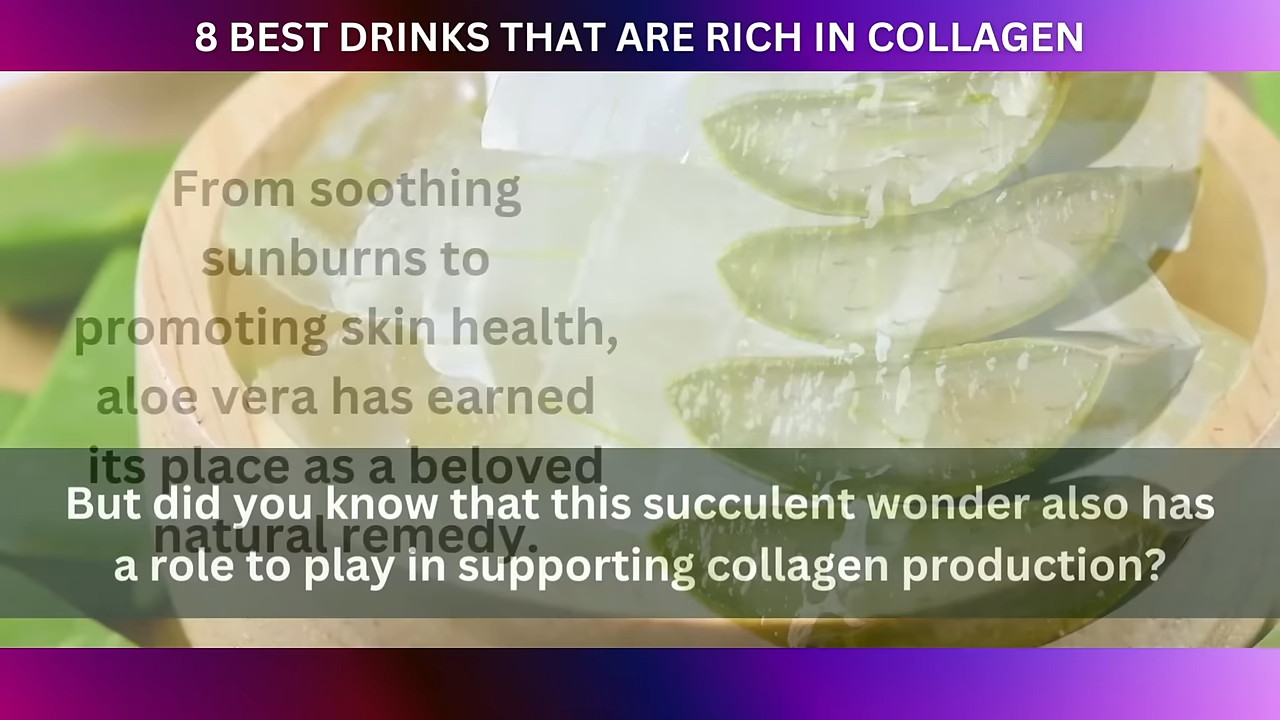 8 BEST DRINKS THAT ARE RICH IN COLLAGEN
From soothing
sunburns to
promoting skin health,
aloe vera has earned
its place as a beloved
natural remedy.
But did you know that this succulent wonder also has
a role to play in supporting collagen production?